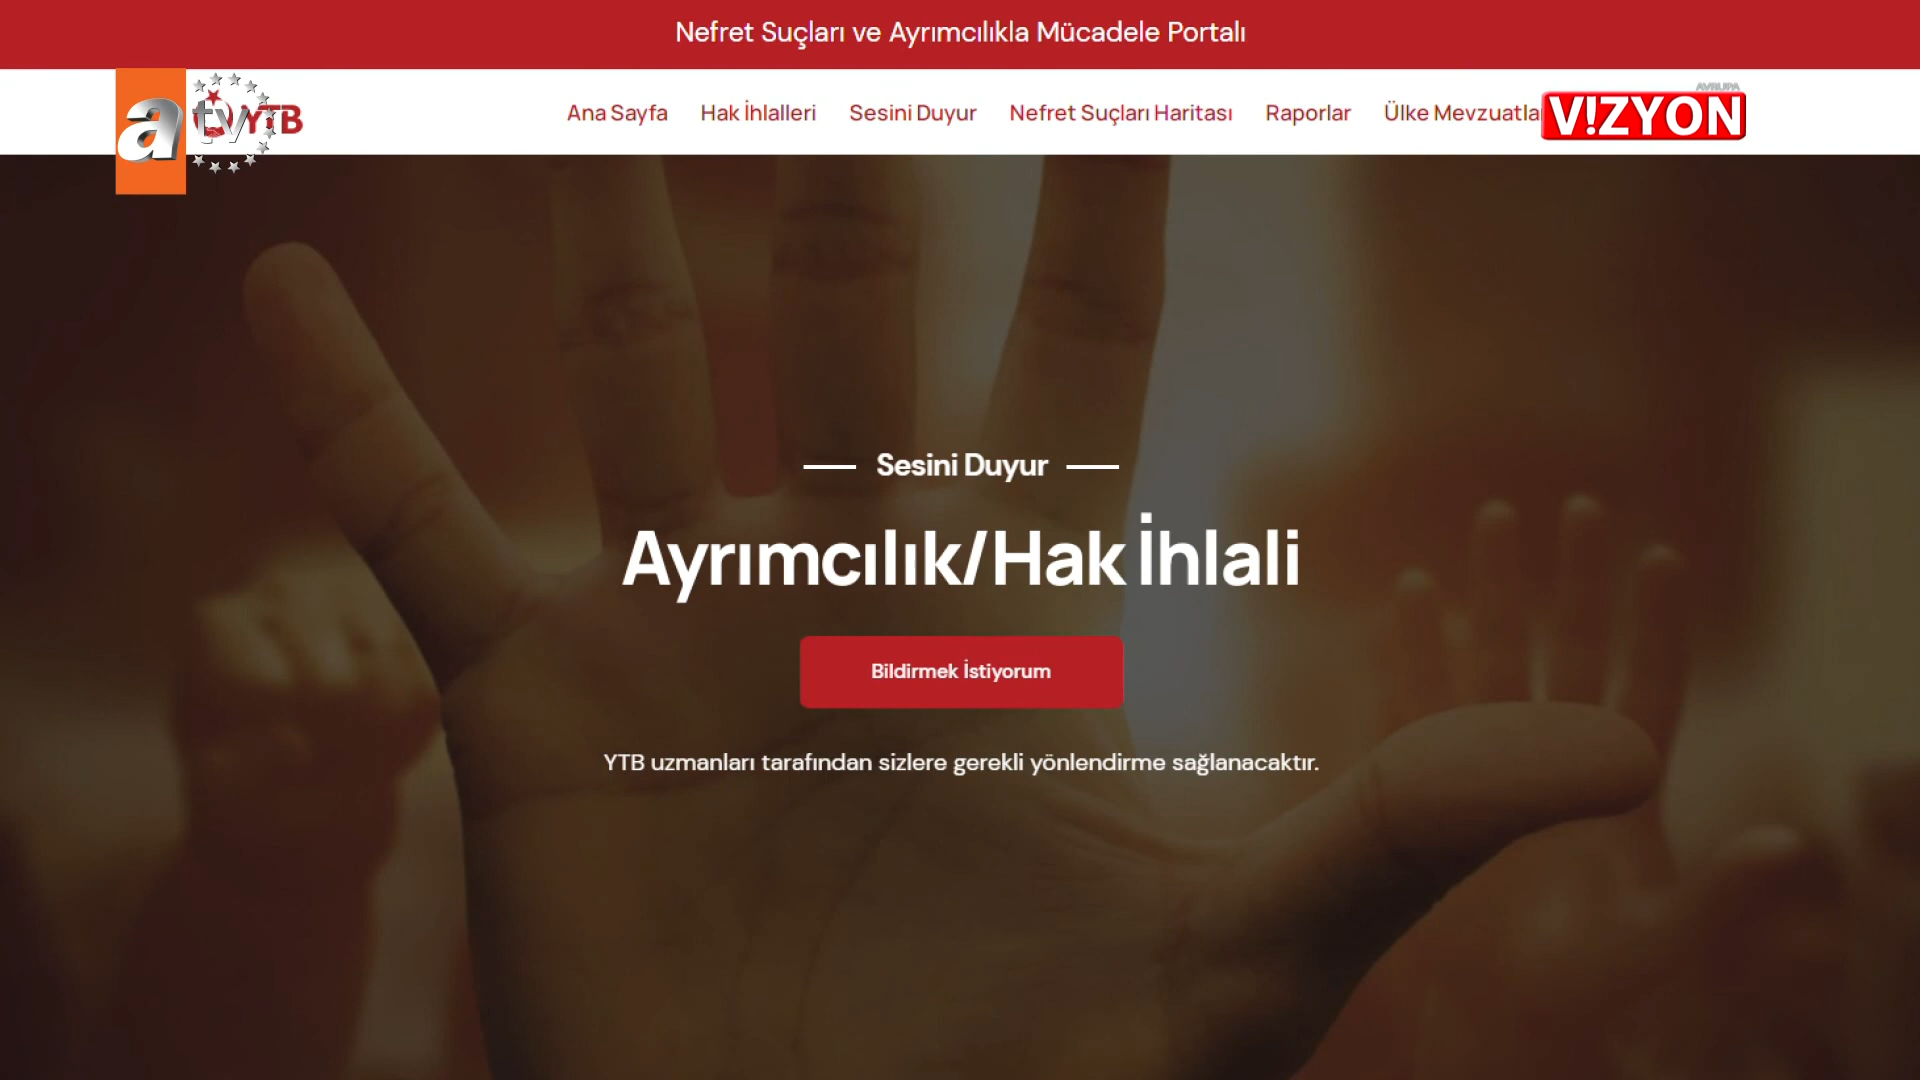 Nefret Suçları ve Ayrımcılıkla Mücadele Portalı
a tv YTB
Ana Sayfa Hak İhlalleri Sesini Duyur Nefret Suçları Haritası Raporlar Ülke Mevzuatla
AVRUPA
V!ZYON
Sesini Duyur
Ayrımcılık/Hak İhlali
Bildirmek İstiyorum
YTB uzmanları tarafından sizlere gerekli yönlendirme sağlanacaktır.